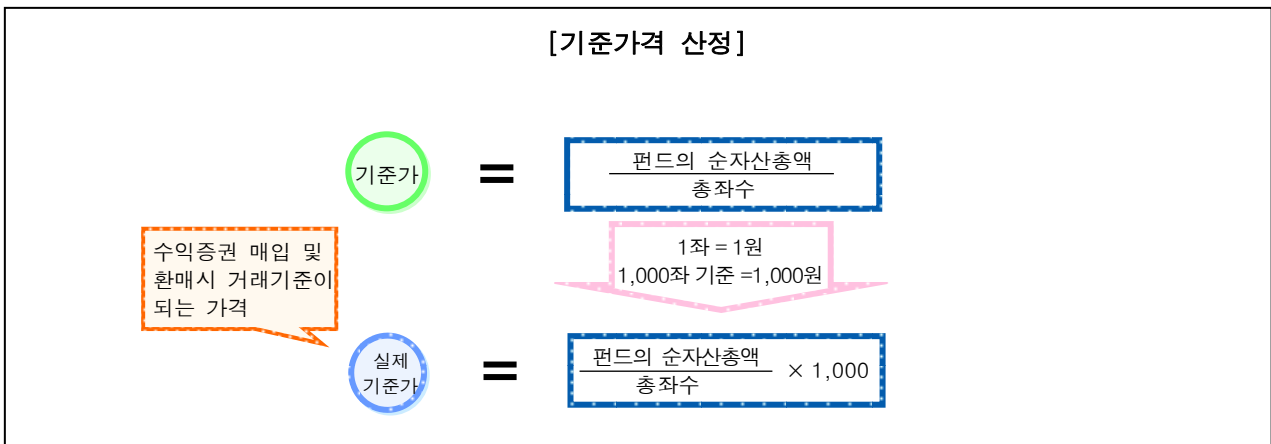 [기준가격 산정]
기준가
=
펀드의 순자산총액
총좌수
1좌 = 1원
1,000좌 기준 =1,000원
수익증권 매입 및
환매시 거래기준이
되는 가격
실제
기준가
=
펀드의 순자산총액
총좌수
× 1,000